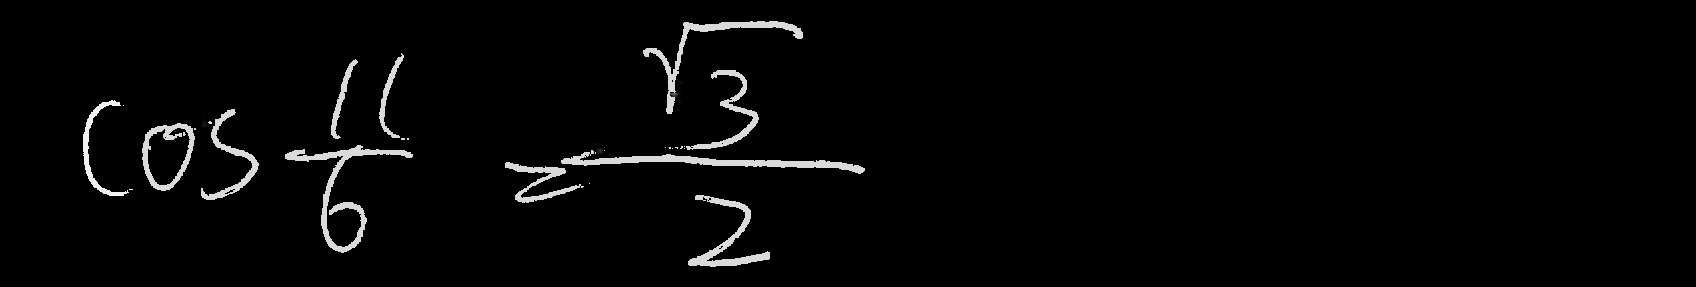 cos 11/6 = √3/2